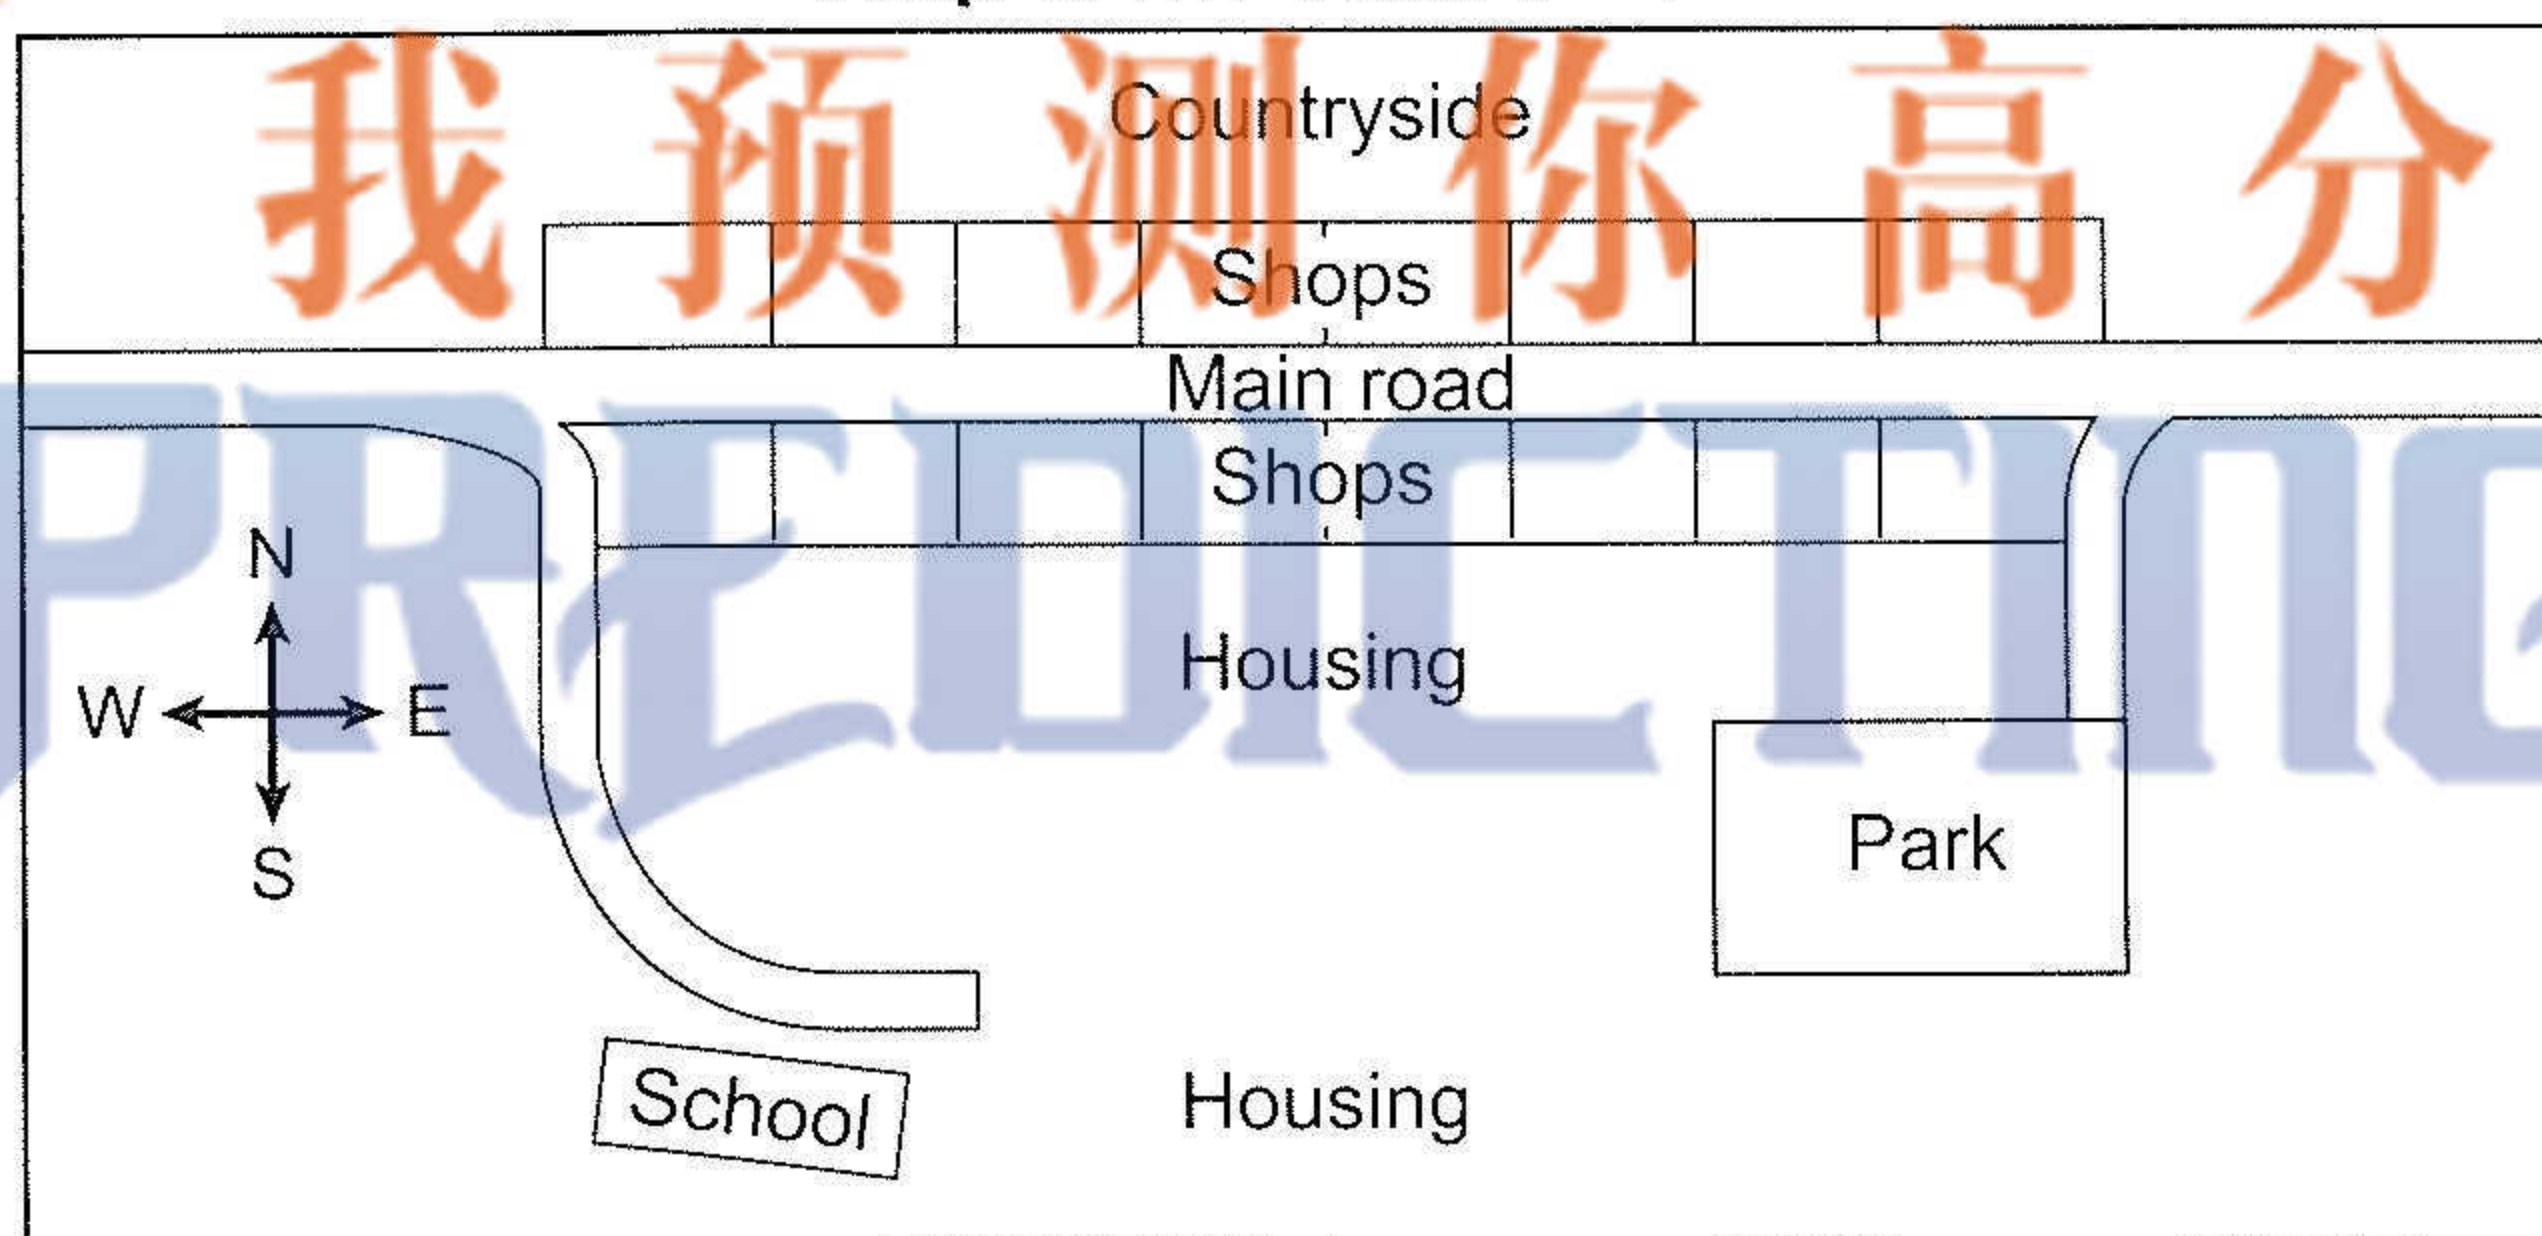 我预测你高分
Countryside
Shops
Main road
Shops
PREDICTING
N
Housing
W E
Park
S
School
Housing